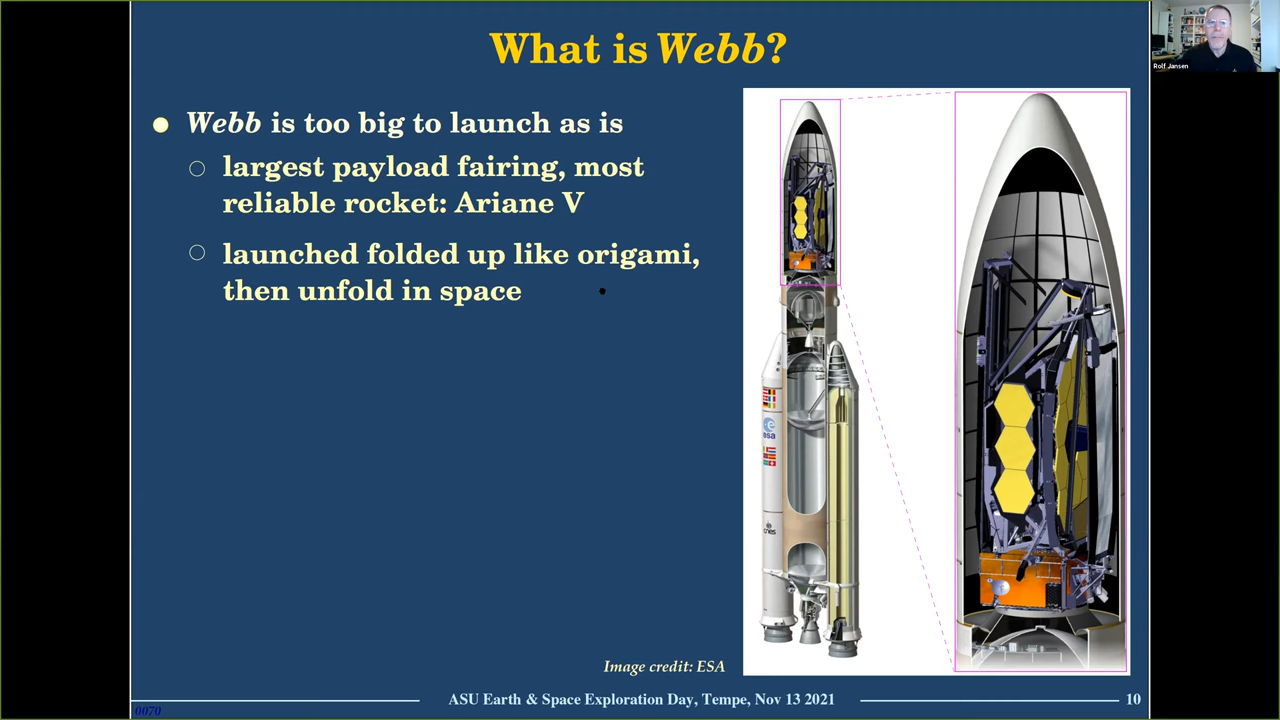 What is Webb?
Webb is too big to launch as is
largest payload fairing, most
reliable rocket: Ariane V
launched folded up like origami,
then unfold in space
esa
cnes
Image credit: ESA
ASU Earth & Space Exploration Day, Tempe, Nov 13 2021
10
0070
Rolf Jansen